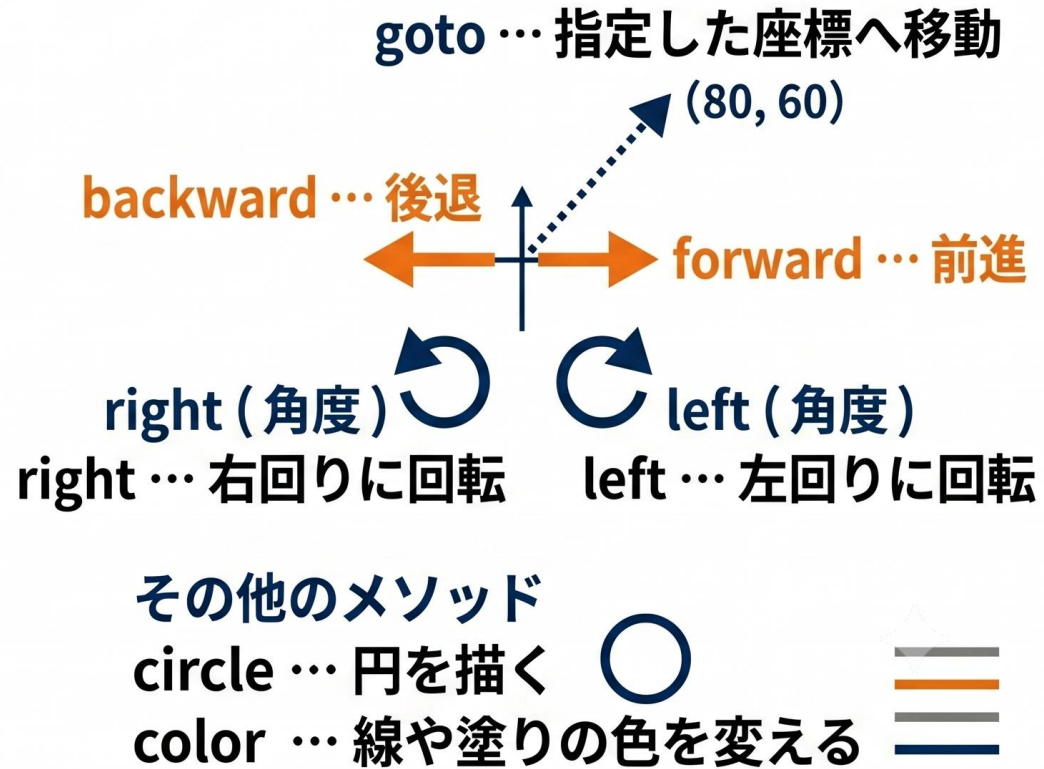 goto … 指定した座標へ移動
(80, 60)
backward … 後退
forward … 前進
right ( 角度 )
left ( 角度 )
right … 右回りに回転
left … 左回りに回転
その他のメソッド
circle … 円を描く
color … 線や塗りの色を変える